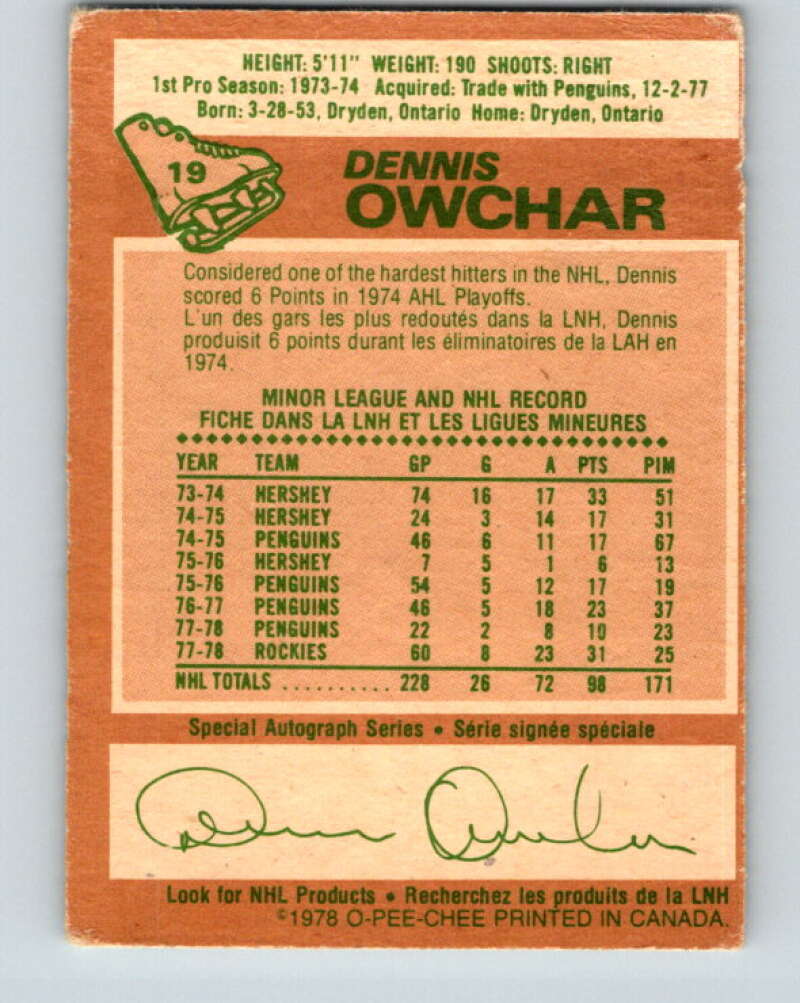 HEIGHT: 5'11" WEIGHT: 190 SHOOTS: RIGHT
1st Pro Season: 1973-74 Acquired: Trade with Penguins, 12-2-77
Born: 3-28-53, Dryden, Ontario Home: Dryden, Ontario
19
DENNIS
OWCHAR
Considered one of the hardest hitters in the NHL, Dennis
scored 6 Points in 1974 AHL Playoffs.
L'un des gars les plus redoutés dans la LNH, Dennis
produisit 6 points durant les éliminatoires de la LAH en
1974.
MINOR LEAGUE AND NHL RECORD
FICHE DANS LA LNH ET LES LIGUES MINEURES
YEAR TEAM GP G A PTS PIM
73-74 HERSHEY 74 16 17 33 51
74-75 HERSHEY 24 3 14 17 31
74-75 PENGUINS 46 6 11 17 67
75-76 HERSHEY 7 5 1 6 13
75-76 PENGUINS 54 5 12 17 19
76-77 PENGUINS 46 5 18 23 37
77-78 PENGUINS 22 2 8 10 23
77-78 ROCKIES 60 8 23 31 25
NHL TOTALS .......... 228 26 72 98 171
Special Autograph Series • Série signée spéciale
Dennis Owchar
Look for NHL Products • Recherchez les produits de la LNH
©1978 O-PEE-CHEE PRINTED IN CANADA.